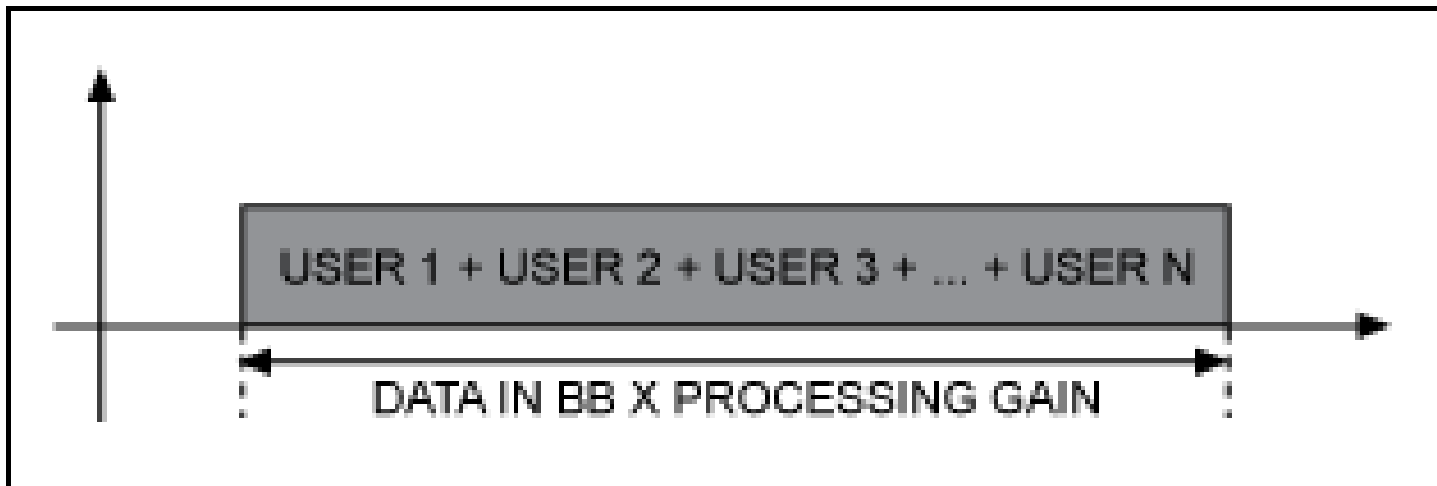 USER 1 + USER 2 + USER 3 + ... + USER N
DATA IN BB X PROCESSING GAIN